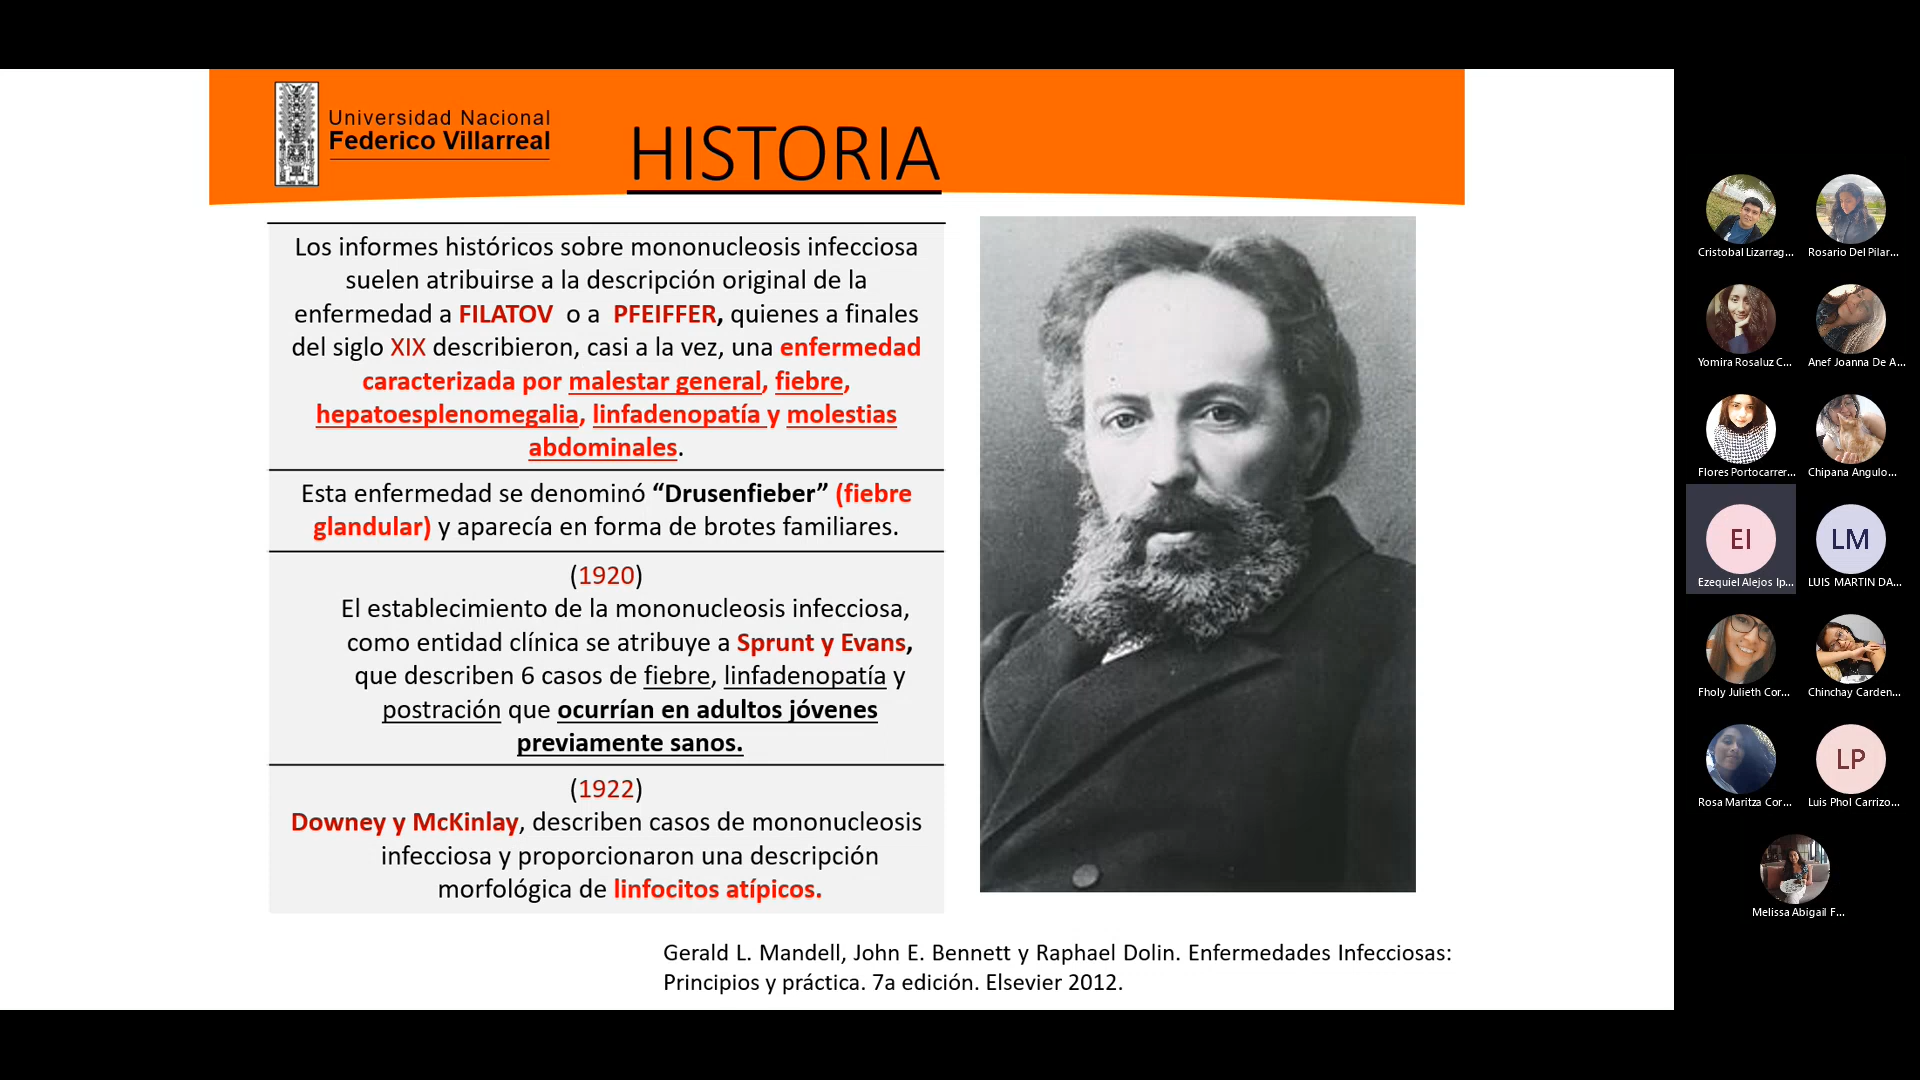 Universidad Nacional
Federico Villarreal
HISTORIA
Los informes históricos sobre mononucleosis infecciosa
suelen atribuirse a la descripción original de la
enfermedad a FILATOV o a PFEIFFER, quienes a finales
del siglo XIX describieron, casi a la vez, una enfermedad
caracterizada por malestar general, fiebre,
hepatoesplenomegalia, linfadenopatía y molestias
abdominales.
Esta enfermedad se denominó “Drusenfieber” (fiebre
glandular) y aparecía en forma de brotes familiares.
(1920)
El establecimiento de la mononucleosis infecciosa,
como entidad clínica se atribuye a Sprunt y Evans,
que describen 6 casos de fiebre, linfadenopatía y
postración que ocurrían en adultos jóvenes
previamente sanos.
(1922)
Downey y McKinlay, describen casos de mononucleosis
infecciosa y proporcionaron una descripción
morfológica de linfocitos atípicos.
Gerald L. Mandell, John E. Bennett y Raphael Dolin. Enfermedades Infecciosas:
Principios y práctica. 7a edición. Elsevier 2012.
Cristobal Lizarrag...
Rosario Del Pilar...
Yomira Rosaluz C...
Anef Joanna De A...
Flores Portocarrer...
Chipana Angulo...
EI
Ezequiel Alejos Ip...
LM
LUIS MARTIN DA...
Fholy Julieth Cor...
Chinchay Carden...
Rosa Maritza Cor...
LP
Luis Phol Carrizo...
Melissa Abigail F...